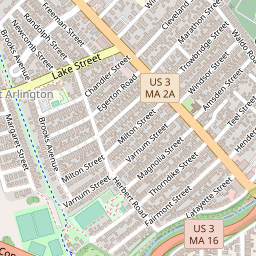 Freeman Street
Randolph Street
Newcomb Street
Brooks Avenue
Lake Street
Cleveland
Marathon Street
Trowbridge Street
Waldo Roa
Windsor Street
Amsden Street
Teel Street
Chandler Street
Egerton Road
US 3
MA 2A
t Arlington
Margaret Street
Brooks Avenue
Milton Street
Varnum Street
Magnolia Street
Thorndike Street
Milton Street
Varnum Street
Herbert Road
Fairmont Street
Lafayette Street
US 3
MA 16
Con